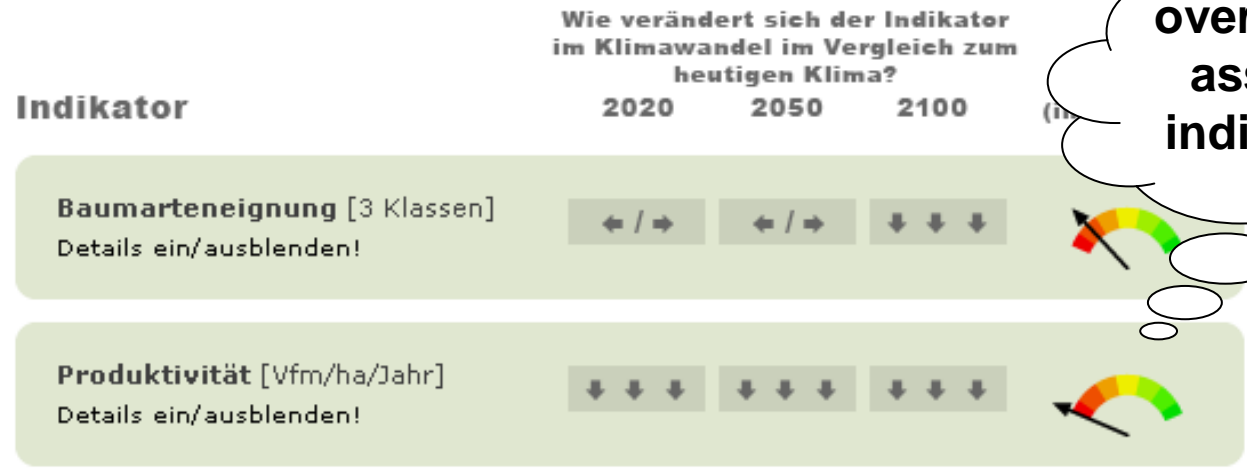 Wie verändert sich der Indikator
im Klimawandel im Vergleich zum
heutigen Klima?
Indikator
2020 2050 2100
Baumarteneignung [3 Klassen]
Details ein/ausblenden!
Produktivität [Vfm/ha/Jahr]
Details ein/ausblenden!